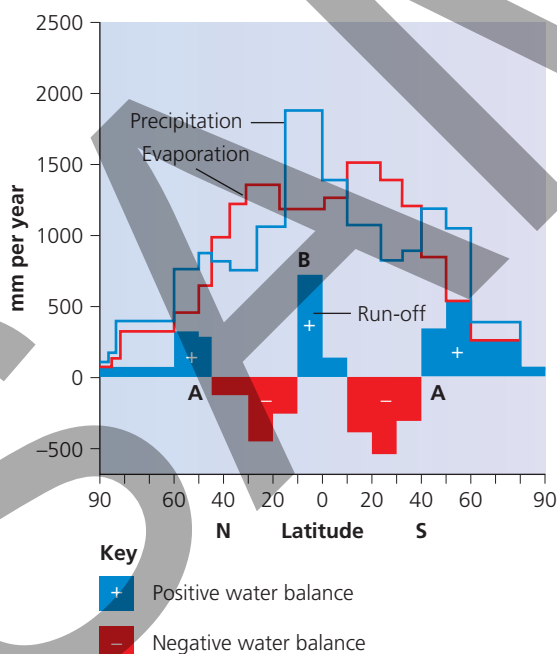 2500
2000
1500
1000
500
0
–500
mm per year
Precipitation
Evaporation
B
+
Run-off
+
+
A
A
–
–
90 60 40 20 0 20 40 60 90
N Latitude S
Key
+ Positive water balance
– Negative water balance